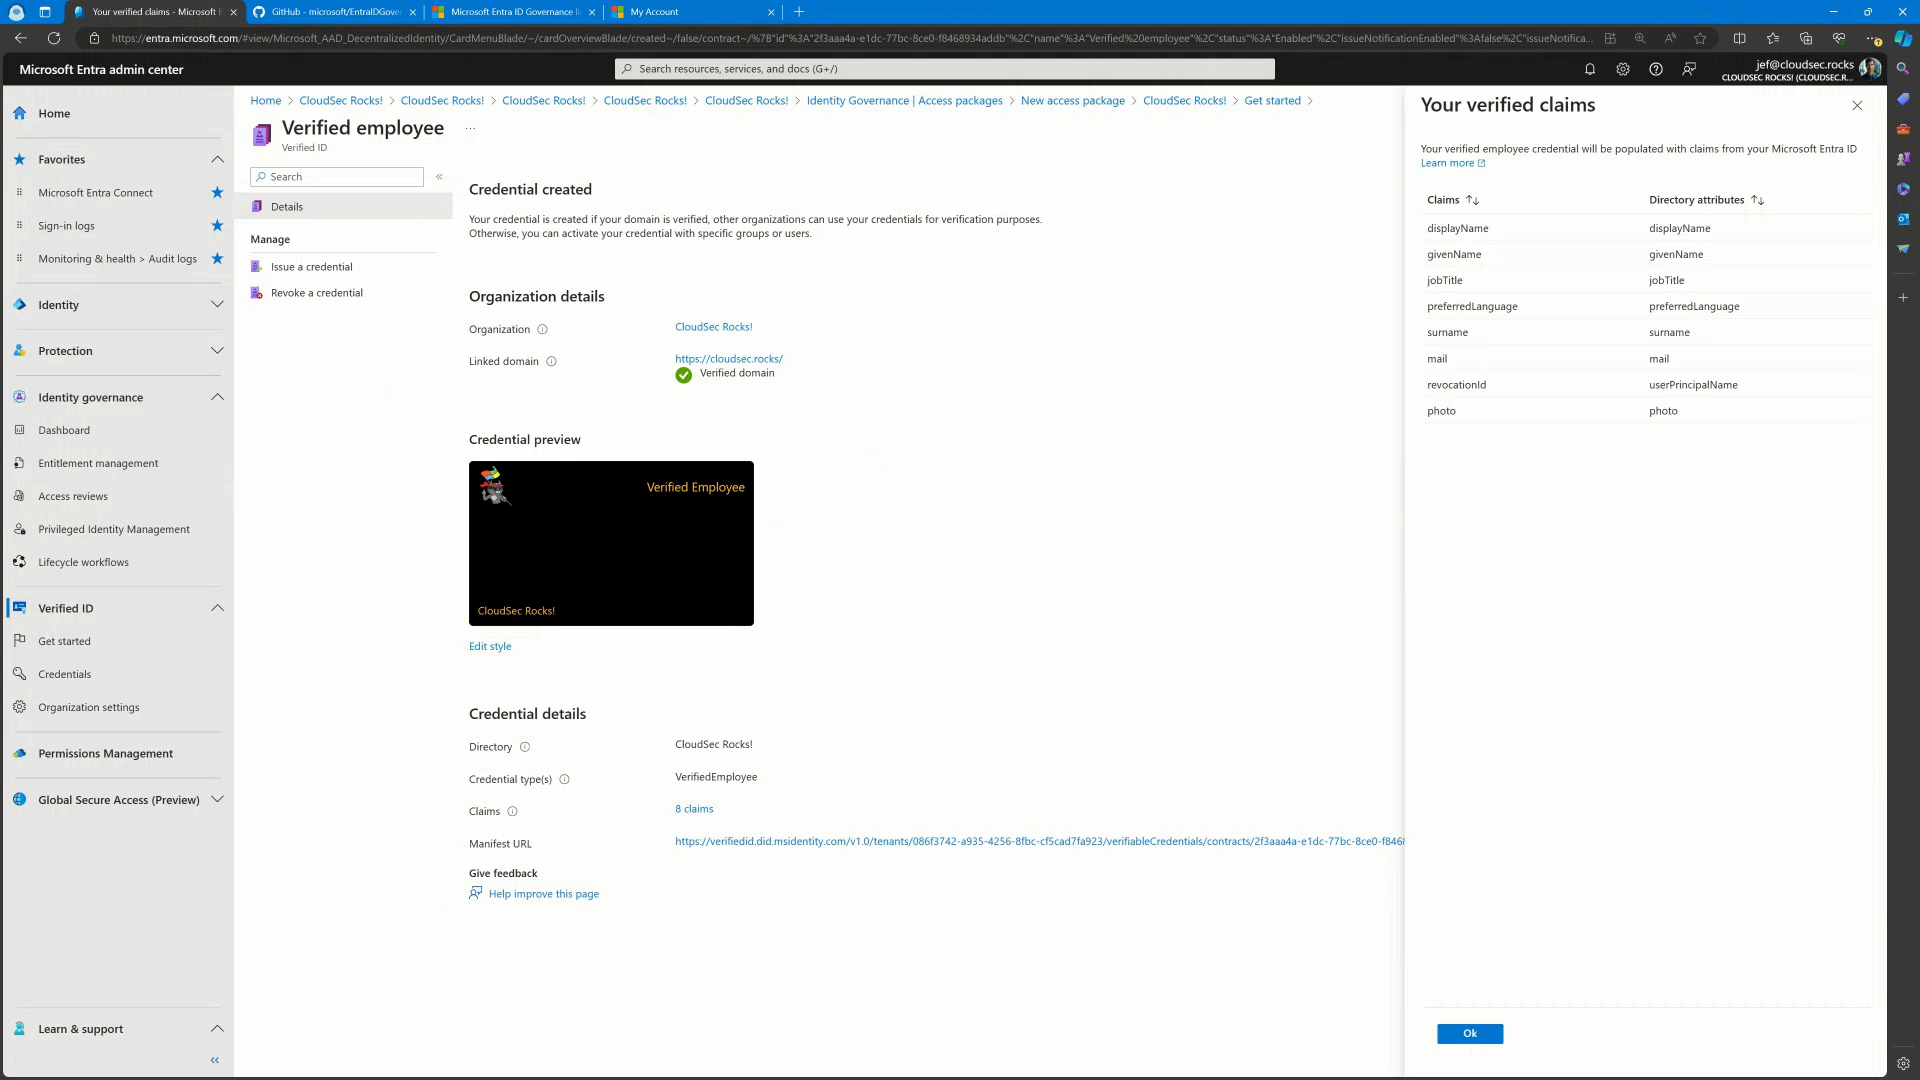 Your verified claims - Microsoft E
GitHub - microsoft/EntraIDGover
Microsoft Entra ID Governance li
My Account
https://entra.microsoft.com/#view/Microsoft_AAD_DecentralizedIdentity/CardMenuBlade/~/cardOverviewBlade/created~/false/contract~/%7B"id"%3A"2f3aaa4a-e1dc-77bc-8ce0-f8468934addb"%2C"name"%3A"Verified%20employee"%2C"status"%3A"Enabled"%2C"issueNotificationEnabled"%3Afalse%2C"issueNotifica...
Microsoft Entra admin center
Search resources, services, and docs (G+/)
jef@cloudsec.rocks
CLOUDSEC ROCKS! (CLOUDSEC.R...
Home
Favorites
Microsoft Entra Connect
Sign-in logs
Monitoring & health > Audit logs
Identity
Protection
Identity governance
Dashboard
Entitlement management
Access reviews
Privileged Identity Management
Lifecycle workflows
Verified ID
Get started
Credentials
Organization settings
Permissions Management
Global Secure Access (Preview)
Learn & support
Home > CloudSec Rocks! > CloudSec Rocks! > CloudSec Rocks! > CloudSec Rocks! > CloudSec Rocks! > Identity Governance | Access packages > New access package > CloudSec Rocks! > Get started >
Verified employee ...
Verified ID
Search
Details
Manage
Issue a credential
Revoke a credential
Credential created
Your credential is created if your domain is verified, other organizations can use your credentials for verification purposes.
Otherwise, you can activate your credential with specific groups or users.
Organization details
Organization
CloudSec Rocks!
Linked domain
https://cloudsec.rocks/
Verified domain
Credential preview
Verified Employee
CloudSec Rocks!
Edit style
Credential details
Directory
CloudSec Rocks!
Credential type(s)
VerifiedEmployee
Claims
8 claims
Manifest URL
https://verifiedid.did.msidentity.com/v1.0/tenants/086f3742-a935-4256-8fbc-cf5cad7fa923/verifiableCredentials/contracts/2f3aaa4a-e1dc-77bc-8ce0-f846
Give feedback
Help improve this page
Your verified claims
Your verified employee credential will be populated with claims from your Microsoft Entra ID
Learn more
Claims Directory attributes
displayName displayName
givenName givenName
jobTitle jobTitle
preferredLanguage preferredLanguage
surname surname
mail mail
revocationId userPrincipalName
photo photo
Ok